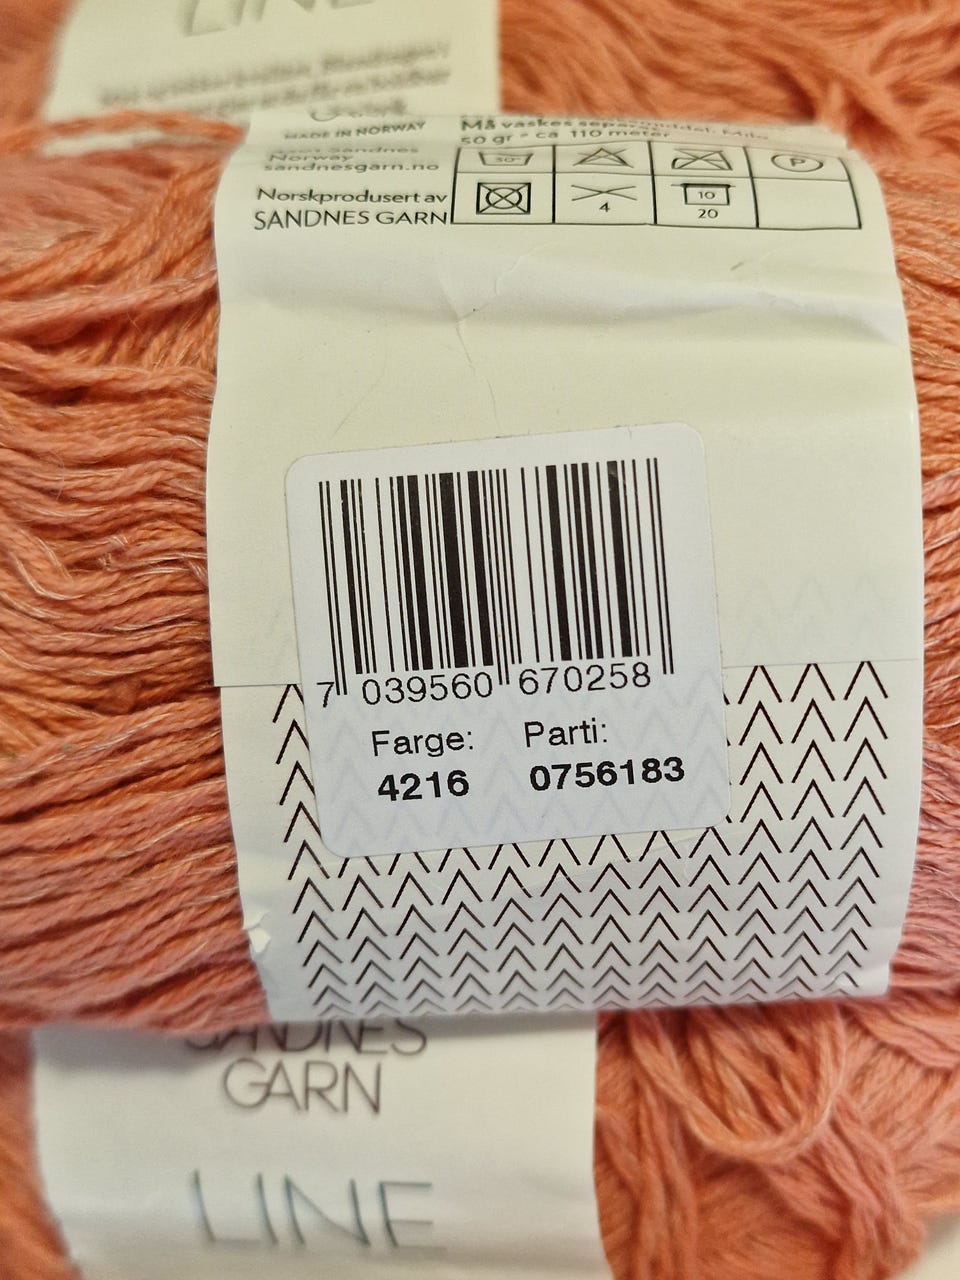 LINE
MADE IN NORWAY
Må vaskes
50 gr = ca 110 meter
Norway
sandnesgarn.no
Norskprodusert av
SANDNES GARN
30°
P
4
10
20
7 039560 670258
Farge: Parti:
4216 0756183
SANDNES
GARN
LINE